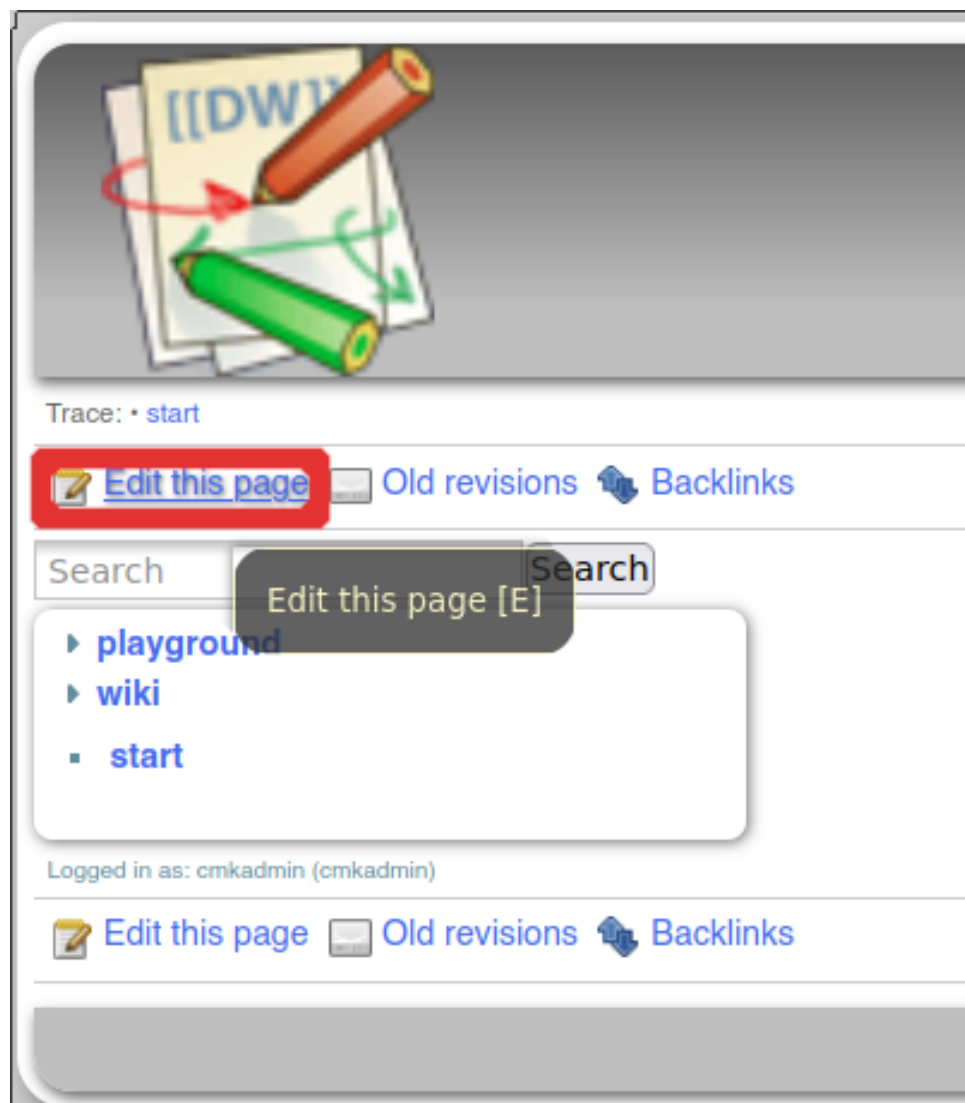 [[DW]]
Trace: • start
Edit this page Old revisions Backlinks
Search Search
Edit this page [E]
playground
wiki
start
Logged in as: cmkadmin (cmkadmin)
Edit this page Old revisions Backlinks